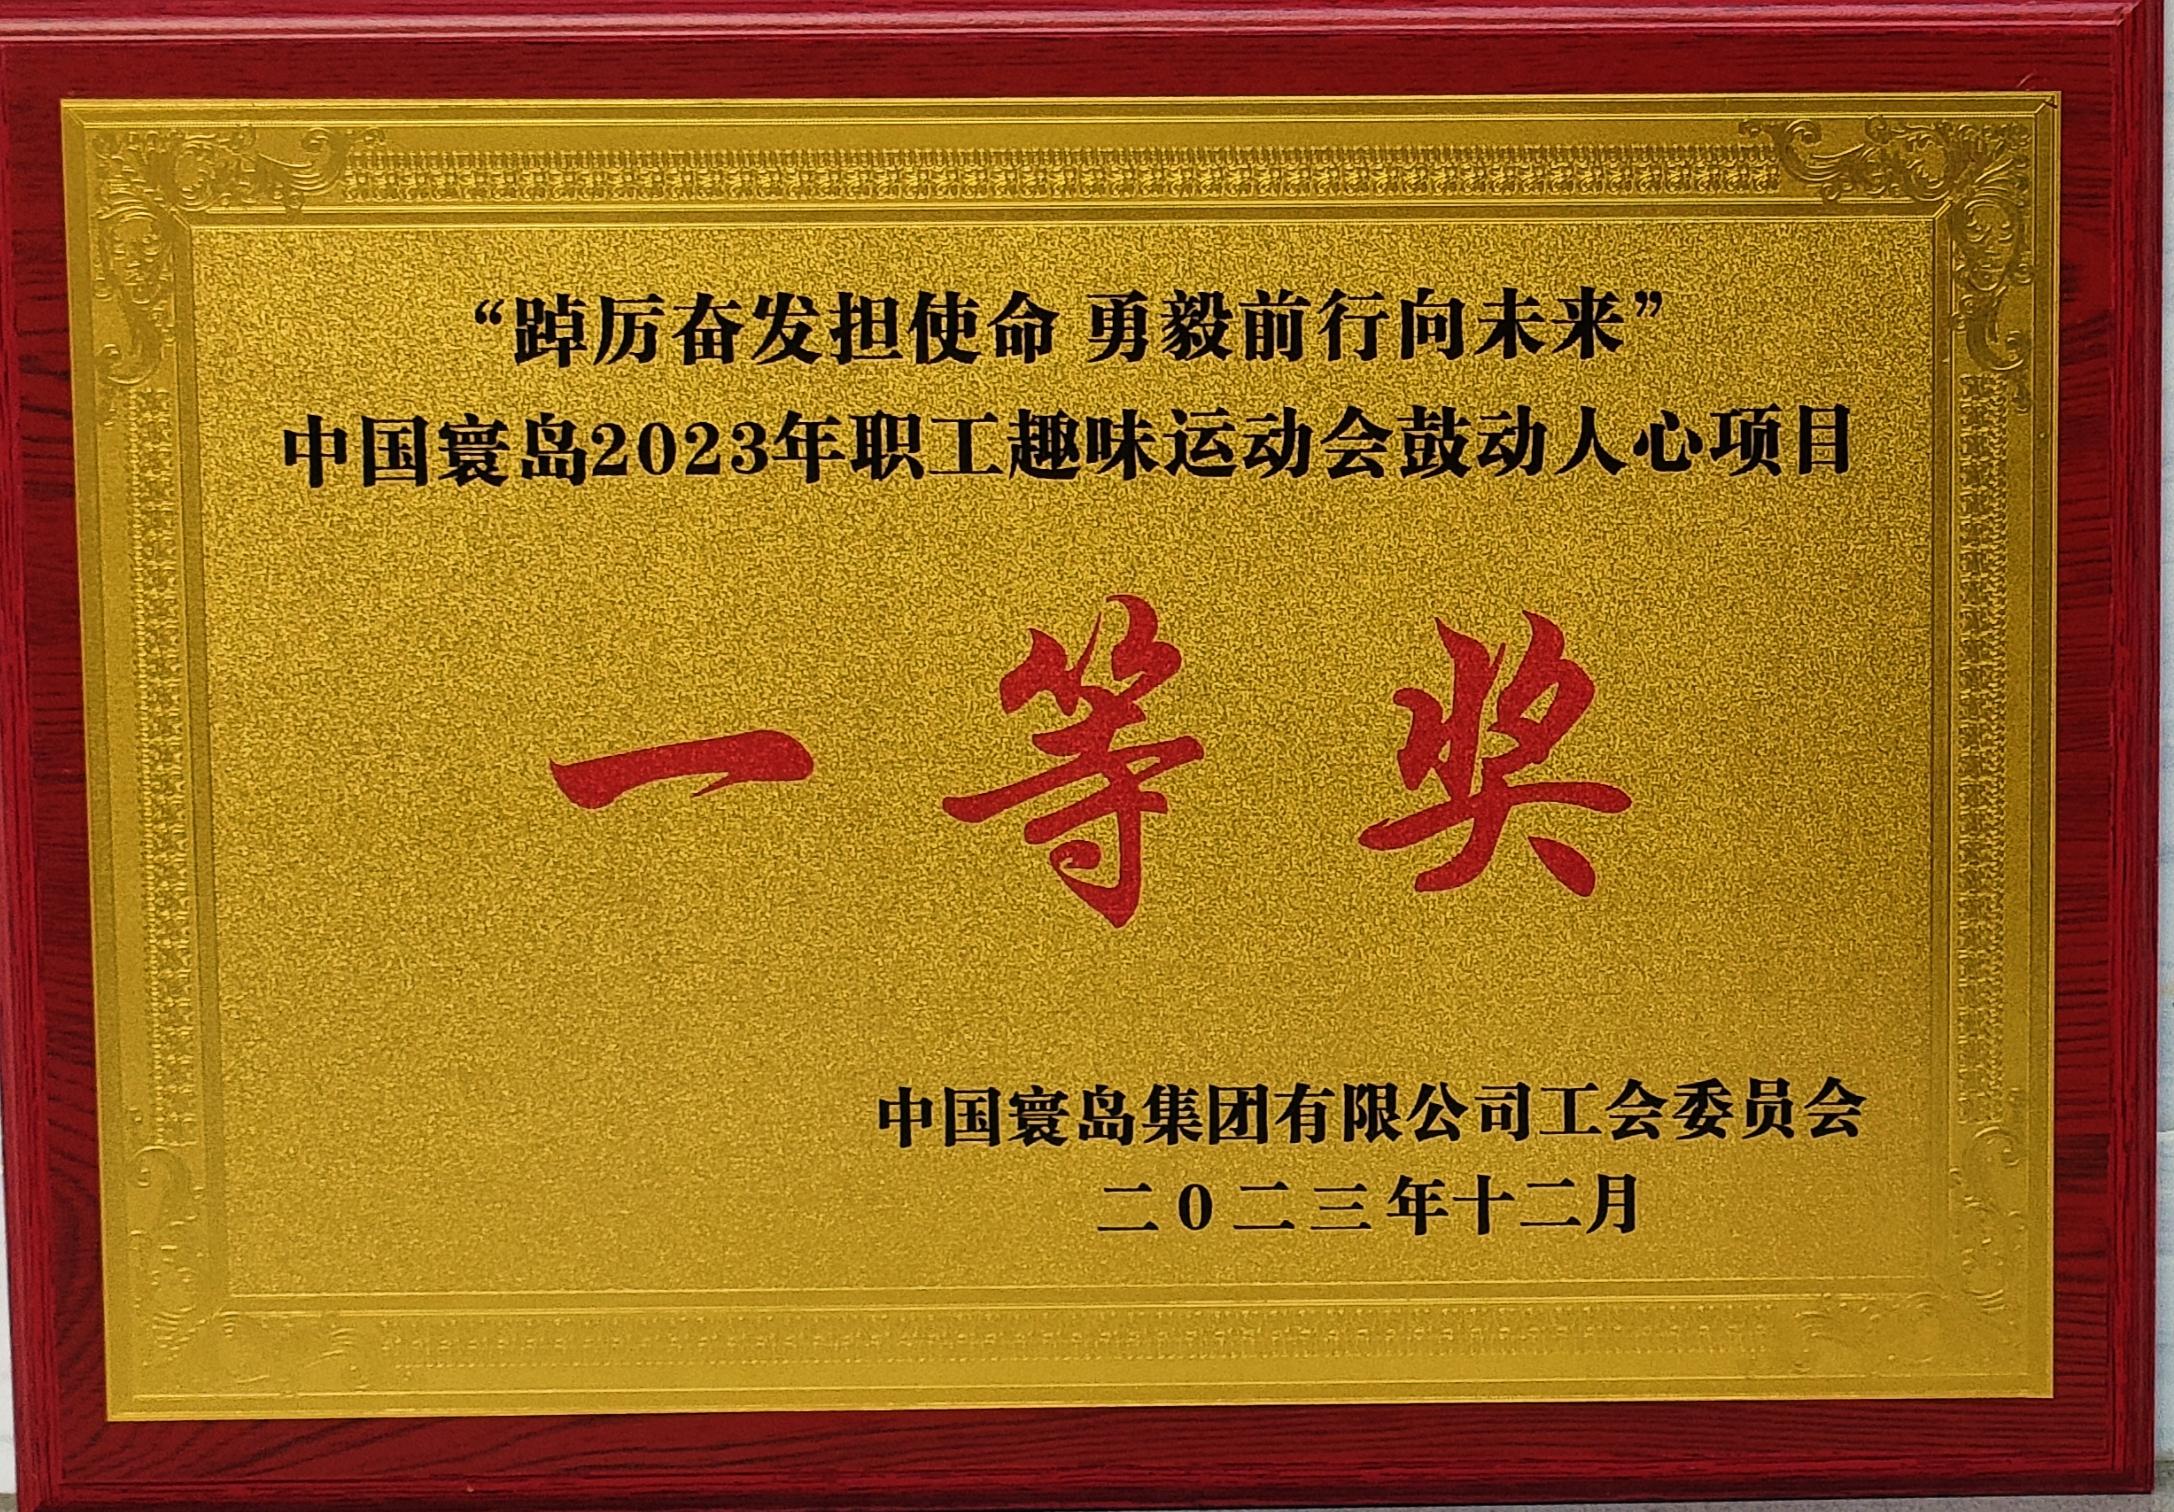 “踔厉奋发担使命 勇毅前行向未来”
中国寰岛2023年职工趣味运动会鼓动人心项目
一等奖
中国寰岛集团有限公司工会委员会
二0二三年十二月